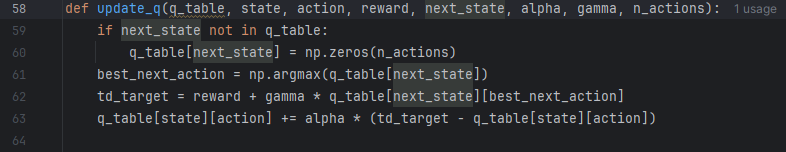 58 def update_q(q_table, state, action, reward, next_state, alpha, gamma, n_actions): 1 usage
59 if next_state not in q_table:
60 q_table[next_state] = np.zeros(n_actions)
61 best_next_action = np.argmax(q_table[next_state])
62 td_target = reward + gamma * q_table[next_state][best_next_action]
63 q_table[state][action] += alpha * (td_target - q_table[state][action])
64